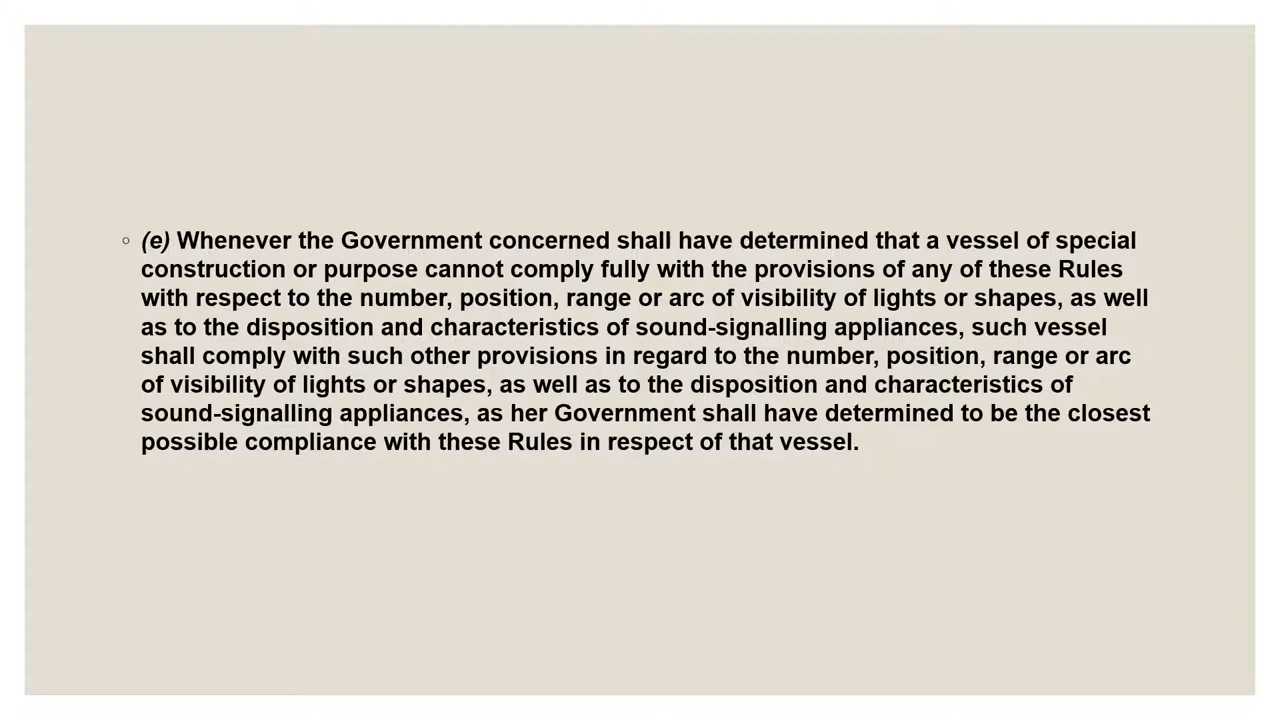 ◦ (e) Whenever the Government concerned shall have determined that a vessel of special
construction or purpose cannot comply fully with the provisions of any of these Rules
with respect to the number, position, range or arc of visibility of lights or shapes, as well
as to the disposition and characteristics of sound-signalling appliances, such vessel
shall comply with such other provisions in regard to the number, position, range or arc
of visibility of lights or shapes, as well as to the disposition and characteristics of
sound-signalling appliances, as her Government shall have determined to be the closest
possible compliance with these Rules in respect of that vessel.